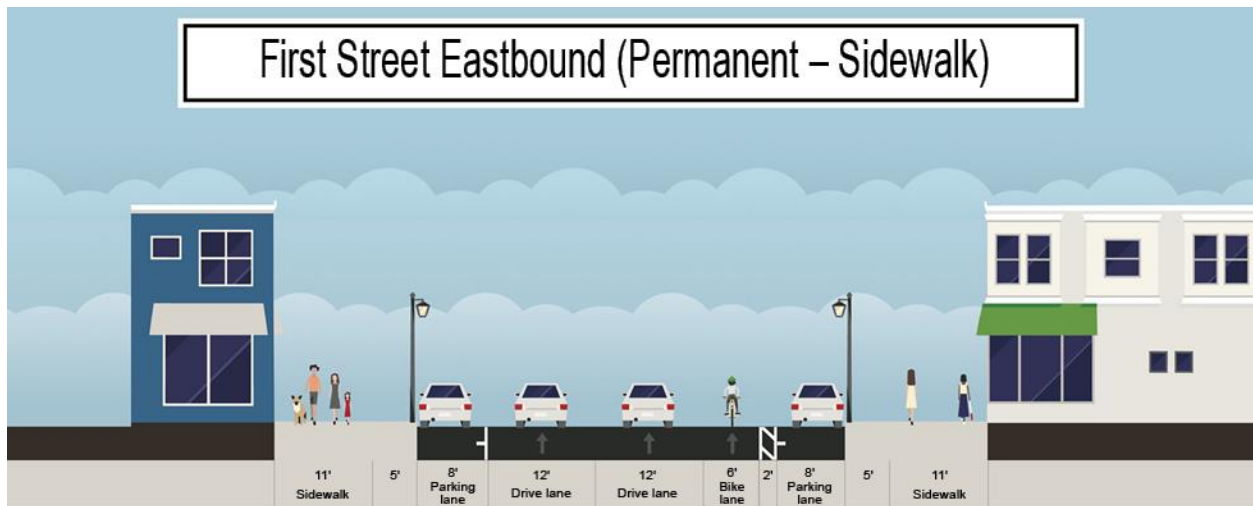 First Street Eastbound (Permanent – Sidewalk)
11'
Sidewalk
5'
8'
Parking
lane
12'
Drive lane
12'
Drive lane
6'
Bike
lane
2'
8'
Parking
lane
5'
11'
Sidewalk